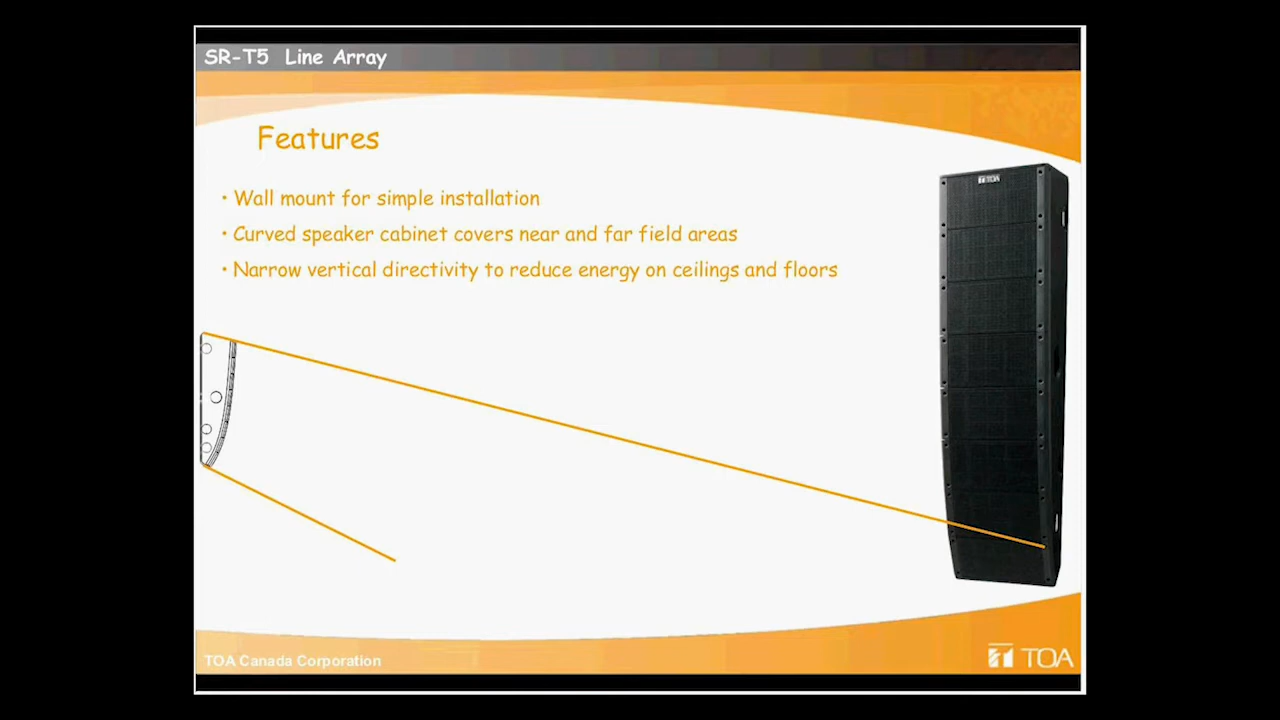 SR-T5 Line Array
Features
• Wall mount for simple installation
• Curved speaker cabinet covers near and far field areas
• Narrow vertical directivity to reduce energy on ceilings and floors
TOA
TOA Canada Corporation
TOA